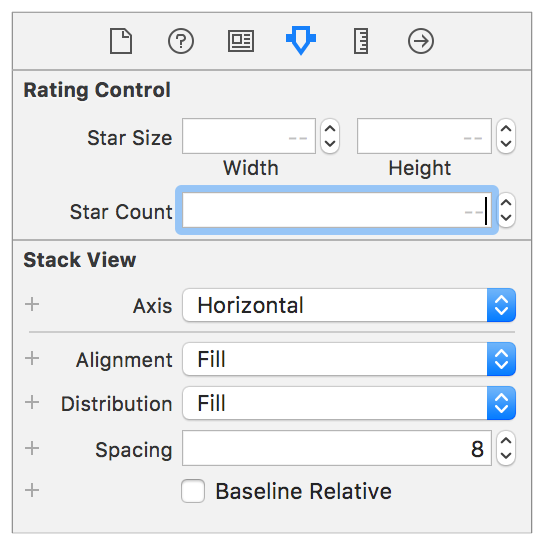 Rating Control
Star Size -- --
Width Height
Star Count --
Stack View
+ Axis Horizontal
+ Alignment Fill
+ Distribution Fill
+ Spacing 8
+ Baseline Relative